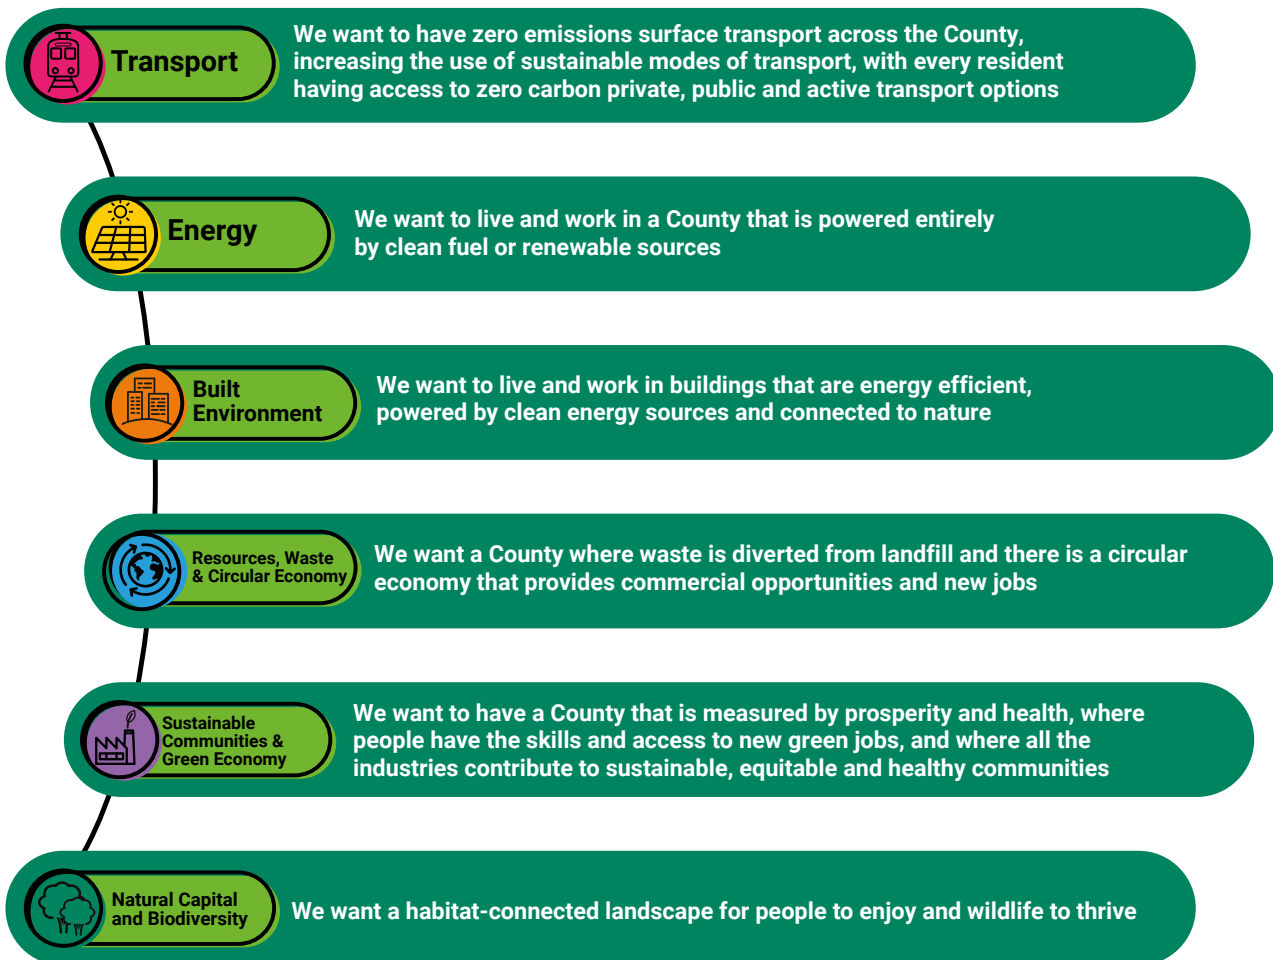 Transport
We want to have zero emissions surface transport across the County,
increasing the use of sustainable modes of transport, with every resident
having access to zero carbon private, public and active transport options
Energy
We want to live and work in a County that is powered entirely
by clean fuel or renewable sources
Built
Environment
We want to live and work in buildings that are energy efficient,
powered by clean energy sources and connected to nature
Resources, Waste
& Circular Economy
We want a County where waste is diverted from landfill and there is a circular
economy that provides commercial opportunities and new jobs
Sustainable
Communities &
Green Economy
We want to have a County that is measured by prosperity and health, where
people have the skills and access to new green jobs, and where all the
industries contribute to sustainable, equitable and healthy communities
Natural Capital
and Biodiversity
We want a habitat-connected landscape for people to enjoy and wildlife to thrive